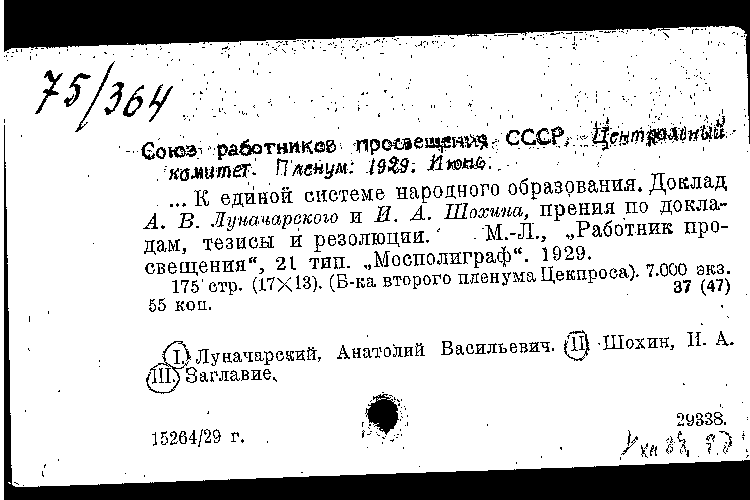 75/364
Союз работников просвещения СССР, Центральный
комитет. Пленум. 1929. Июнь.
... К единой системе народного образования. Доклад
А. В. Луначарского и И. А. Шохина, прения по докла-
дам, тезисы и резолюции. М.-Л., „Работник про-
свещения“, 21 тип. „Мосполиграф“. 1929.
175 стр. (17×13). (Б-ка второго пленума Цекпроса). 7.000 экз.
55 коп. 37 (47)
I. Луначарский, Анатолий Васильевич. II. Шохин, И. А.
III. Заглавие.
15264/29 г. 29338.